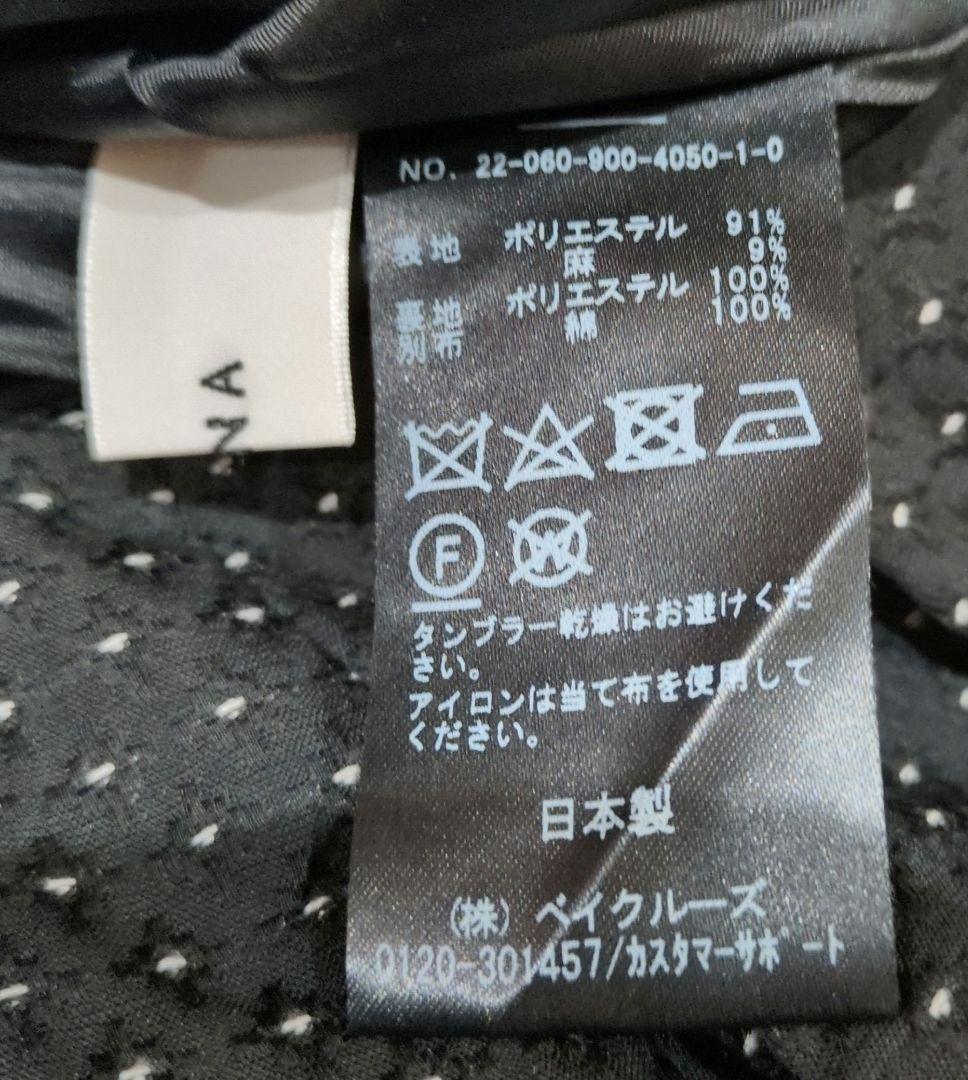 NO. 22-060-900-4050-1-0
表地 ポリエステル 91%
麻 9%
裏地 ポリエステル 100%
別布 綿 100%
F W
タンブラー乾燥はお避けくだ
さい。
アイロンは当て布を使用して
ください。
日本製
(株) ベイクルーズ
0120-301457/カスタマーサポート
NA